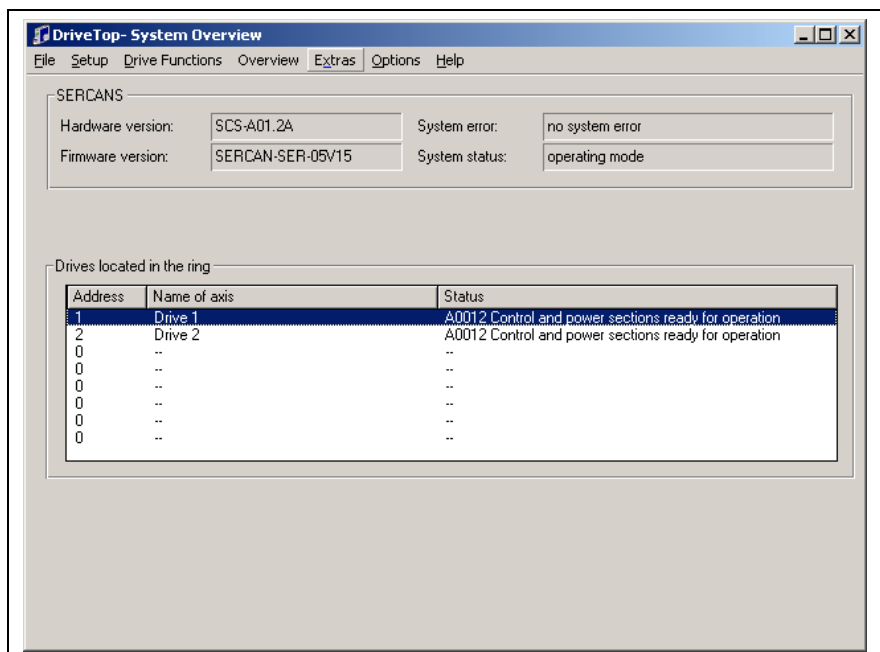 DriveTop- System Overview
File Setup Drive Functions Overview Extras Options Help
SERCANS
Hardware version: SCS-A01.2A System error: no system error
Firmware version: SERCAN-SER-05V15 System status: operating mode
Drives located in the ring
Address Name of axis Status
1 Drive 1 A0012 Control and power sections ready for operation
2 Drive 2 A0012 Control and power sections ready for operation
0 -- --
0 -- --
0 -- --
0 -- --
0 -- --
0 -- --